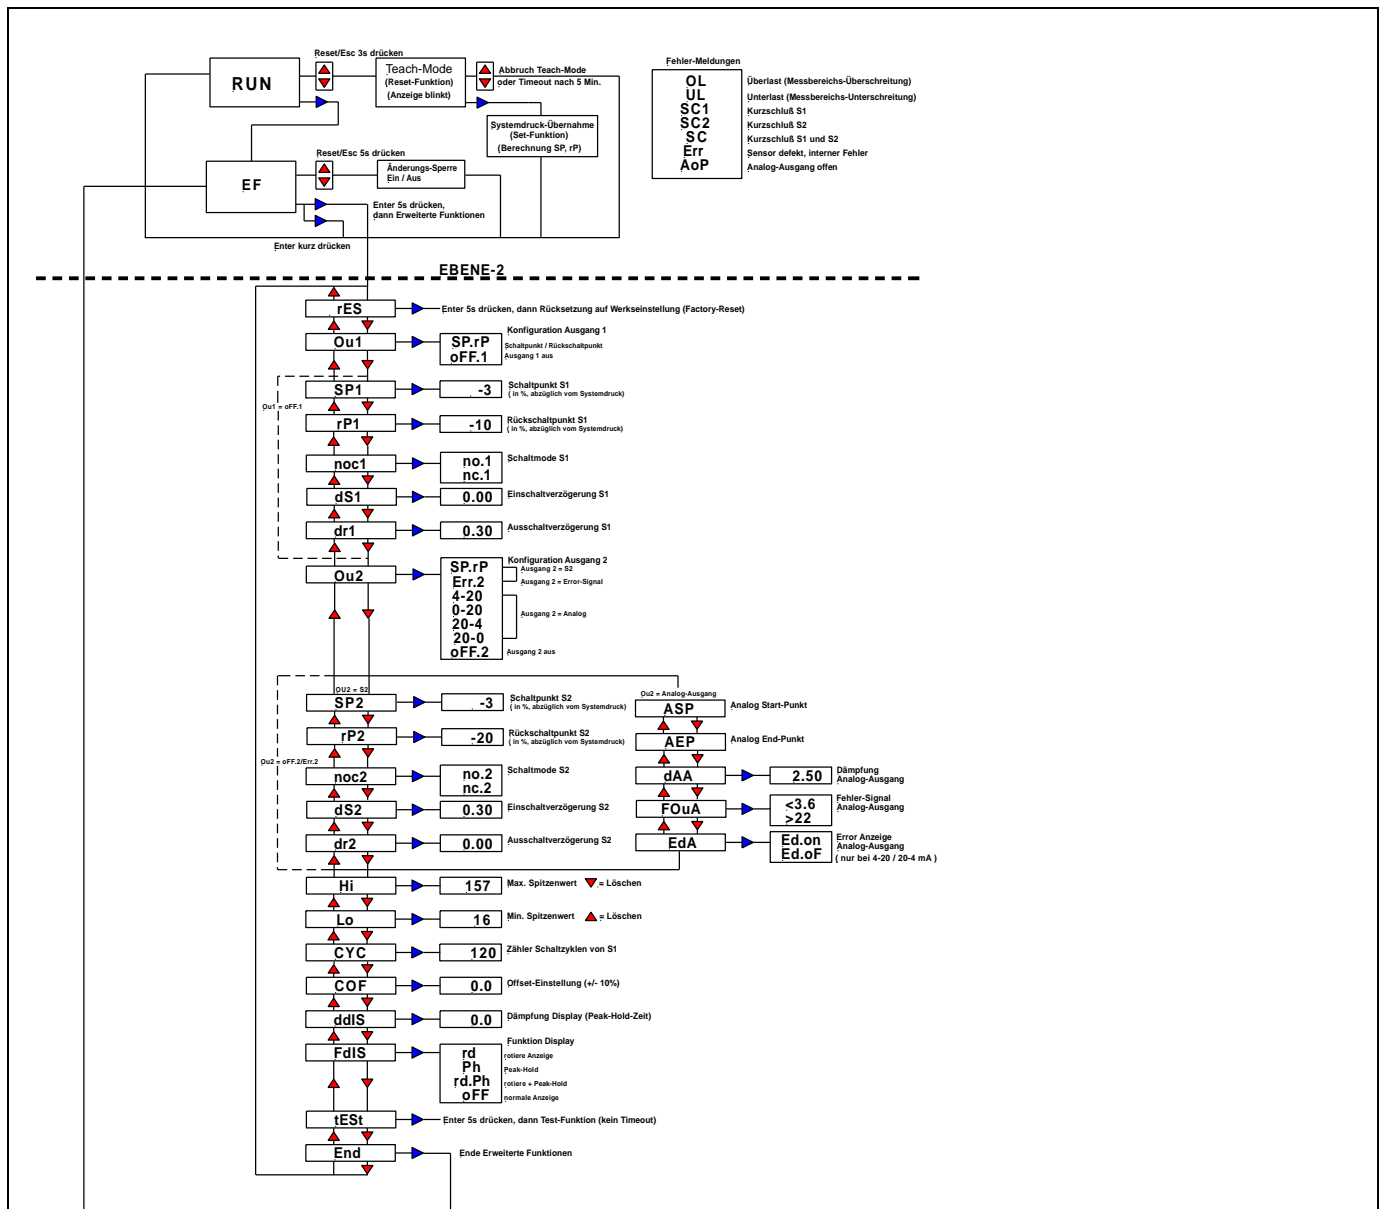 Reset/Esc 3s drücken
RUN
Teach-Mode
(Reset-Funktion)
(Anzeige blinkt)
Abbruch Teach-Mode
oder Timeout nach 5 Min.
Systemdruck-Übernahme
(Set-Funktion)
(Berechnung SP, rP)
Fehler-Meldungen
OL Überlast (Messbereichs-Überschreitung)
UL Unterlast (Messbereichs-Unterschreitung)
SC1 Kurzschluß S1
SC2 Kurzschluß S2
SC Kurzschluß S1 und S2
Err Sensor defekt, interner Fehler
AoP Analog-Ausgang offen
Reset/Esc 5s drücken
EF
Änderungs-Sperre
Ein / Aus
Enter 5s drücken,
dann Erweiterte Funktionen
Enter kurz drücken
EBENE-2
rES Enter 5s drücken, dann Rücksetzung auf Werkseinstellung (Factory-Reset)
Ou1
Konfiguration Ausgang 1
SP.rP Schaltpunkt / Rückschaltpunkt
oFF.1 Ausgang 1 aus
Ou1 = oFF.1
SP1 -3 Schaltpunkt S1
( in %, abzüglich vom Systemdruck)
rP1 -10 Rückschaltpunkt S1
( in %, abzüglich vom Systemdruck)
noc1 no.1 Schaltmode S1
nc.1
dS1 0.00 Einschaltverzögerung S1
dr1 0.30 Ausschaltverzögerung S1
Ou2
Konfiguration Ausgang 2
SP.rP Ausgang 2 = S2
Err.2 Ausgang 2 = Error-Signal
4-20
0-20 Ausgang 2 = Analog
20-4
20-0
oFF.2 Ausgang 2 aus
OU2 = S2
SP2 -3 Schaltpunkt S2
( in %, abzüglich vom Systemdruck)
rP2 -20 Rückschaltpunkt S2
( in %, abzüglich vom Systemdruck)
Ou2 = oFF.2/Err.2
noc2 no.2 Schaltmode S2
nc.2
dS2 0.30 Einschaltverzögerung S2
dr2 0.00 Ausschaltverzögerung S2
Ou2 = Analog-Ausgang
ASP Analog Start-Punkt
AEP Analog End-Punkt
dAA 2.50 Dämpfung
Analog-Ausgang
FOuA <3.6 Fehler-Signal
>22 Analog-Ausgang
EdA Ed.on Error Anzeige
Ed.oF Analog-Ausgang
( nur bei 4-20 / 20-4 mA )
Hi 157 Max. Spitzenwert = Löschen
Lo 16 Min. Spitzenwert = Löschen
CYC 120 Zähler Schaltzyklen von S1
COF 0.0 Offset-Einstellung (+/- 10%)
ddIS 0.0 Dämpfung Display (Peak-Hold-Zeit)
FdIS
Funktion Display
rd rotiere Anzeige
Ph Peak-Hold
rd.Ph rotiere + Peak-Hold
oFF normale Anzeige
tESt Enter 5s drücken, dann Test-Funktion (kein Timeout)
End Ende Erweiterte Funktionen